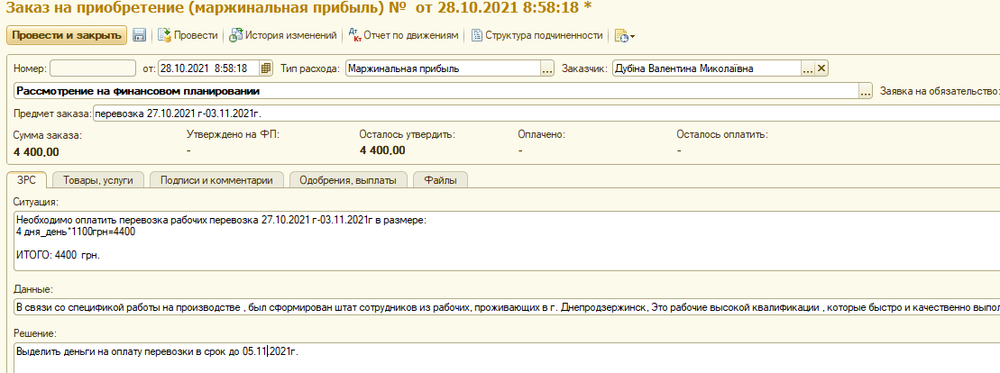 Заказ на приобретение (маржинальная прибыль) № от 28.10.2021 8:58:18 *
Провести и закрыть Провести История изменений Дт Кт Отчет по движениям Структура подчиненности
Номер: от: 28.10.2021 8:58:18 Тип расхода: Маржинальная прибыль ... Заказчик: Дубіна Валентина Миколаївна ... ×
Рассмотрение на финансовом планировании ... Заявка на обязательство:
Предмет заказа: перевозка 27.10.2021 г-03.11.2021г.
Сумма заказа: Утверждено на ФП: Осталось утвердить: Оплачено: Осталось оплатить:
4 400,00 - 4 400,00 - -
ЗРС Товары, услуги Подписи и комментарии Одобрения, выплаты Файлы
Ситуация:
Необходимо оплатить перевозка рабочих перевозка 27.10.2021 г-03.11.2021г в размере:
4 дня_день*1100грн=4400
ИТОГО: 4400 грн.
Данные:
В связи со спецификой работы на производстве , был сформирован штат сотрудников из рабочих, проживающих в г. Днепродзержинск, Это рабочие высокой квалификации , которые быстро и качественно выпол
Решение:
Выделить деньги на оплату перевозки в срок до 05.11.2021г.